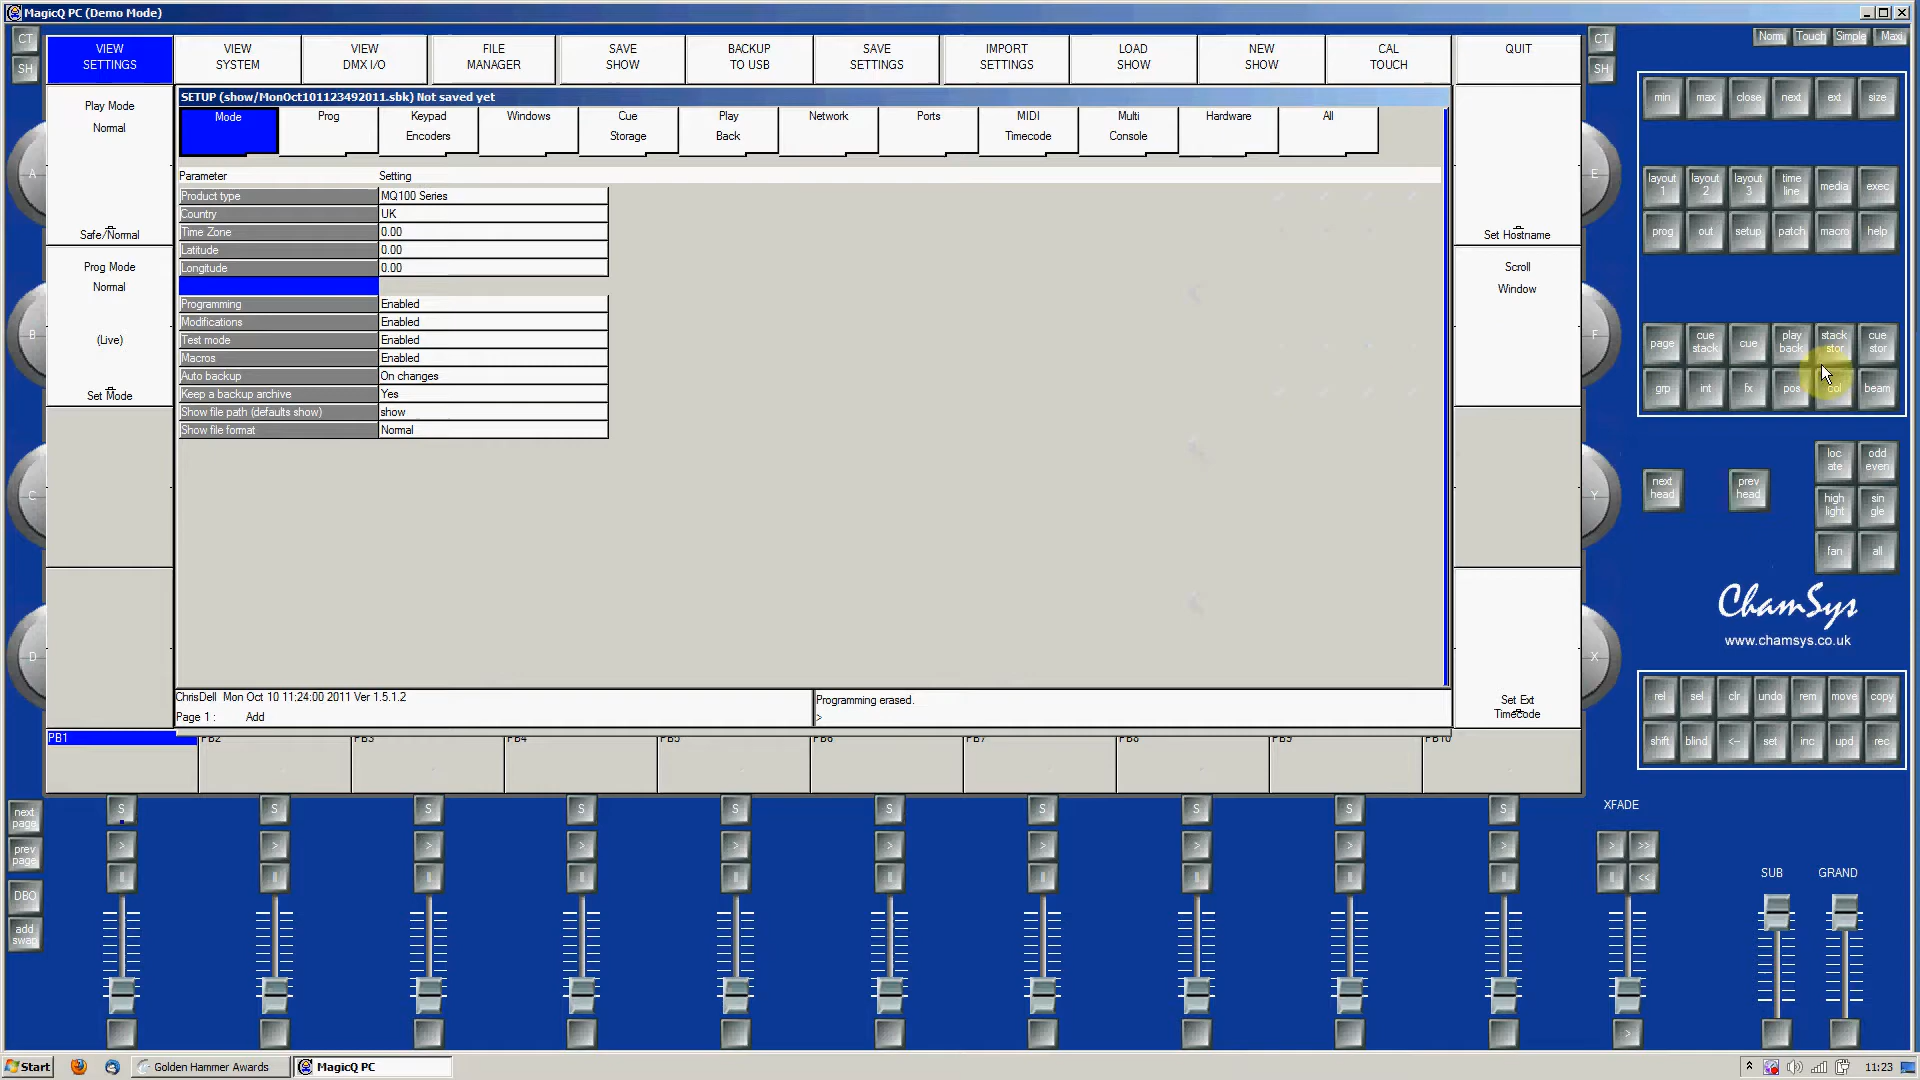 MagicQ PC (Demo Mode)
CT
SH
VIEW SETTINGS
VIEW SYSTEM
VIEW DMX I/O
FILE MANAGER
SAVE SHOW
BACKUP TO USB
SAVE SETTINGS
IMPORT SETTINGS
LOAD SHOW
NEW SHOW
CAL TOUCH
QUIT
CT
SH
Norm
Touch
Simple
Maxi
SETUP (show/MonOct101123492011.sbk) Not saved yet
Mode
Prog
Keypad Encoders
Windows
Cue Storage
Play Back
Network
Ports
MIDI Timecode
Multi Console
Hardware
All
Parameter Setting
Product type MQ100 Series
Country UK
Time Zone 0.00
Latitude 0.00
Longitude 0.00
Programming Enabled
Modifications Enabled
Test mode Enabled
Macros Enabled
Auto backup On changes
Keep a backup archive Yes
Show file path (defaults show) show
Show file format Normal
Play Mode
Normal
Safe/Normal
Prog Mode
Normal
(Live)
Set Mode
A
B
C
D
Set Hostname
Scroll
Window
Set Ext
Timecode
E
F
Y
X
min max close next ext size
layout 1 layout 2 layout 3 time line media exec
prog out setup patch macro help
page cue stack cue play back stack stor cue stor
grp int fx pos col beam
next head prev head
loc ate odd even
high light sin gle
fan all
ChamSys
www.chamsys.co.uk
rel sel clr undo rem move copy
shift blind <-- set inc upd rec
ChrisDell Mon Oct 10 11:24:00 2011 Ver 1.5.1.2
Page 1 : Add
Programming erased.
>
PB1 PB2 PB3 PB4 PB5 PB6 PB7 PB8 PB9 PB10
next page
prev page
DBO
add swap
S S S S S S S S S S
> > > > > > > > > >
|| || || || || || || || || ||
XFADE
> >>
|| <<
>
SUB GRAND
Start
Golden Hammer Awards
MagicQ PC
11:23